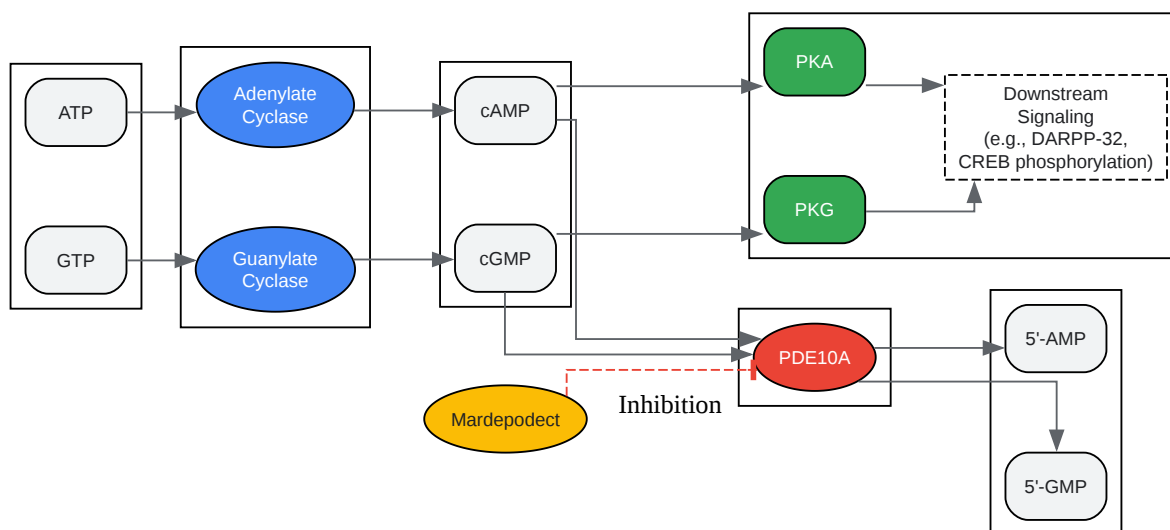 ATP
GTP
Adenylate
Cyclase
Guanylate
Cyclase
cAMP
cGMP
PKA
PKG
Downstream
Signaling
(e.g., DARPP-32,
CREB phosphorylation)
PDE10A
Mardepodect
Inhibition
5'-AMP
5'-GMP